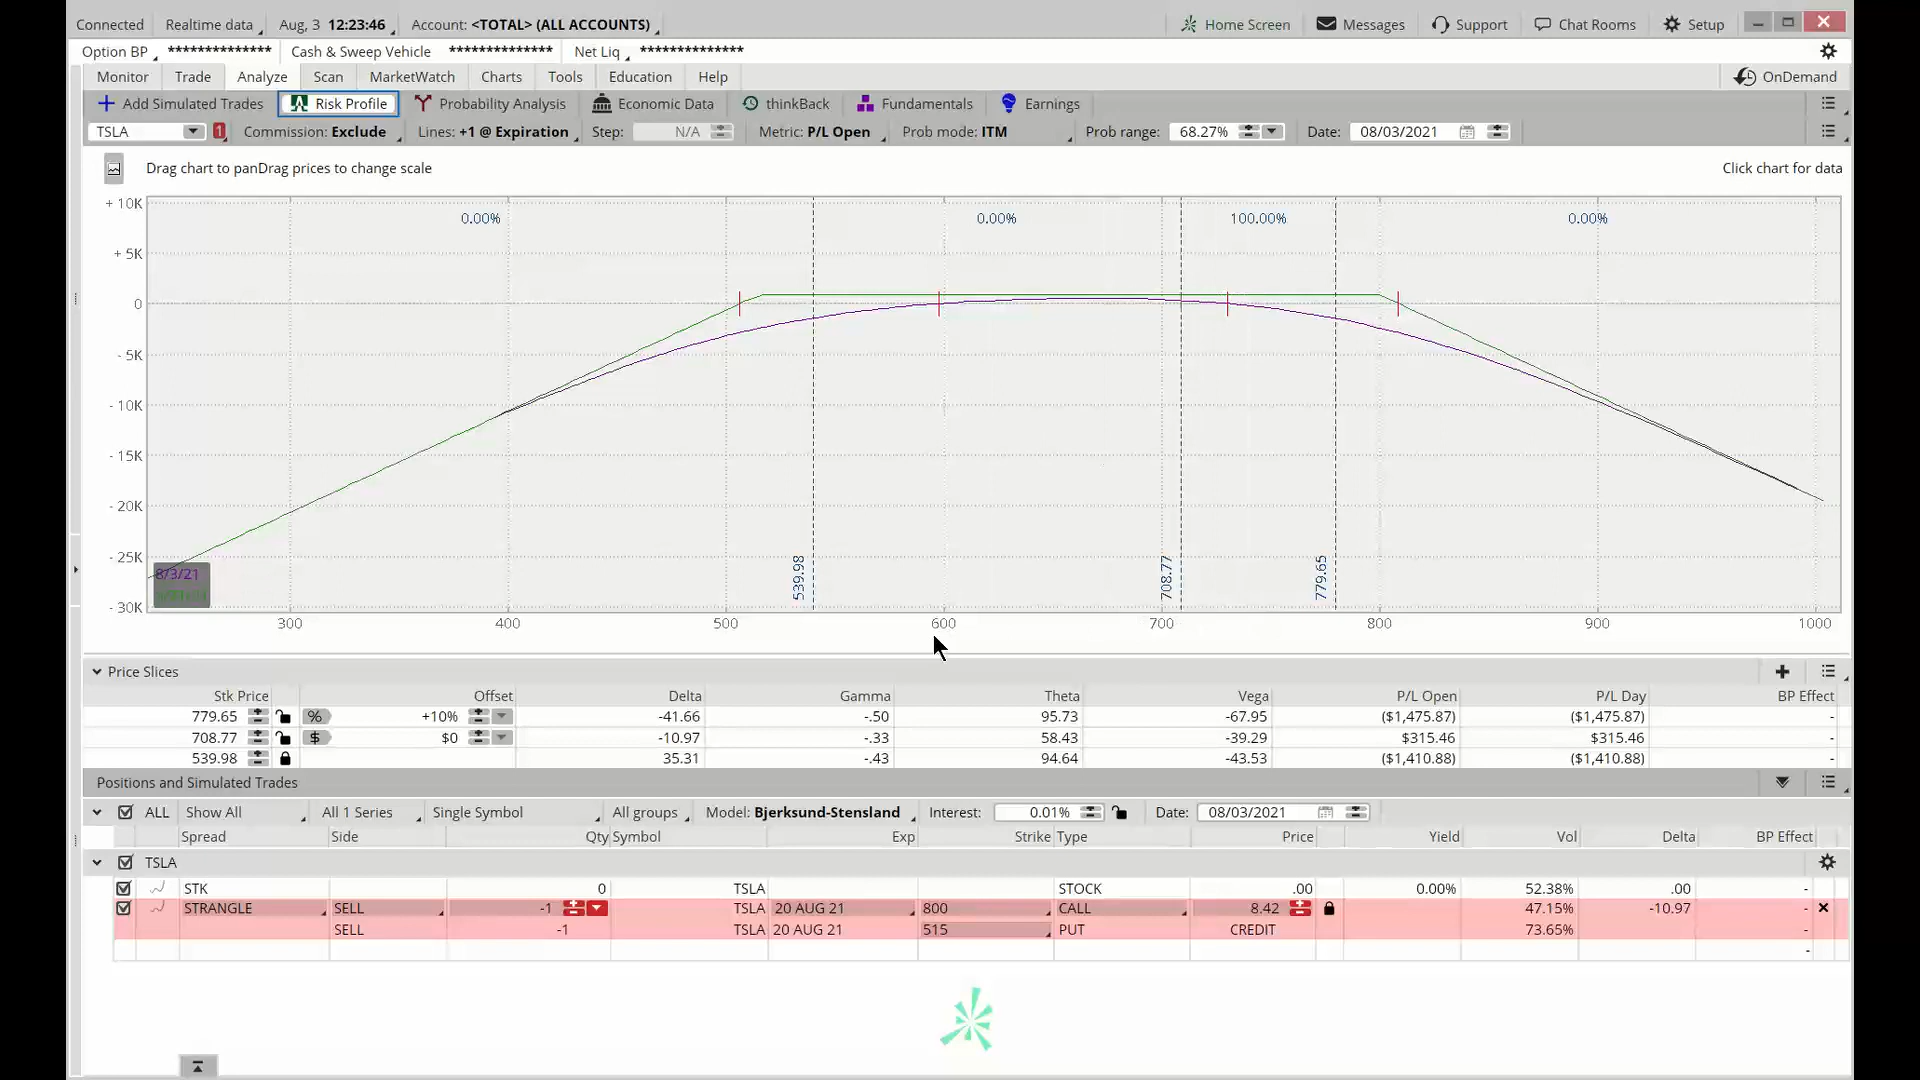 Connected Realtime data Aug, 3 12:23:46 Account: <TOTAL> (ALL ACCOUNTS) Home Screen Messages Support Chat Rooms Setup
Option BP ************** Cash & Sweep Vehicle ************** Net Liq **************
Monitor Trade Analyze Scan MarketWatch Charts Tools Education Help OnDemand
Add Simulated Trades Risk Profile Probability Analysis Economic Data thinkBack Fundamentals Earnings
TSLA 1 Commission: Exclude Lines: +1 @ Expiration Step: N/A Metric: P/L Open Prob mode: ITM Prob range: 68.27% Date: 08/03/2021
Drag chart to panDrag prices to change scale Click chart for data
+ 10K
0.00% 0.00% 100.00% 0.00%
+ 5K
0
- 5K
- 10K
- 15K
- 20K
- 25K
539.98 708.77 779.65
8/3/21
- 30K
300 400 500 600 700 800 900 1000
Price Slices
Stk Price Offset Delta Gamma Theta Vega P/L Open P/L Day BP Effect
779.65 % +10% -41.66 -.50 95.73 -67.95 ($1,475.87) ($1,475.87) -
708.77 $ $0 -10.97 -.33 58.43 -39.29 $315.46 $315.46 -
539.98 35.31 -.43 94.64 -43.53 ($1,410.88) ($1,410.88) -
Positions and Simulated Trades
ALL Show All All 1 Series Single Symbol All groups Model: Bjerksund-Stensland Interest: 0.01% Date: 08/03/2021
Spread Side Qty Symbol Exp Strike Type Price Yield Vol Delta BP Effect
TSLA
STK 0 TSLA STOCK .00 0.00% 52.38% .00 -
STRANGLE SELL -1 TSLA 20 AUG 21 800 CALL 8.42 47.15% -10.97 -
SELL -1 TSLA 20 AUG 21 515 PUT CREDIT 73.65% -
-